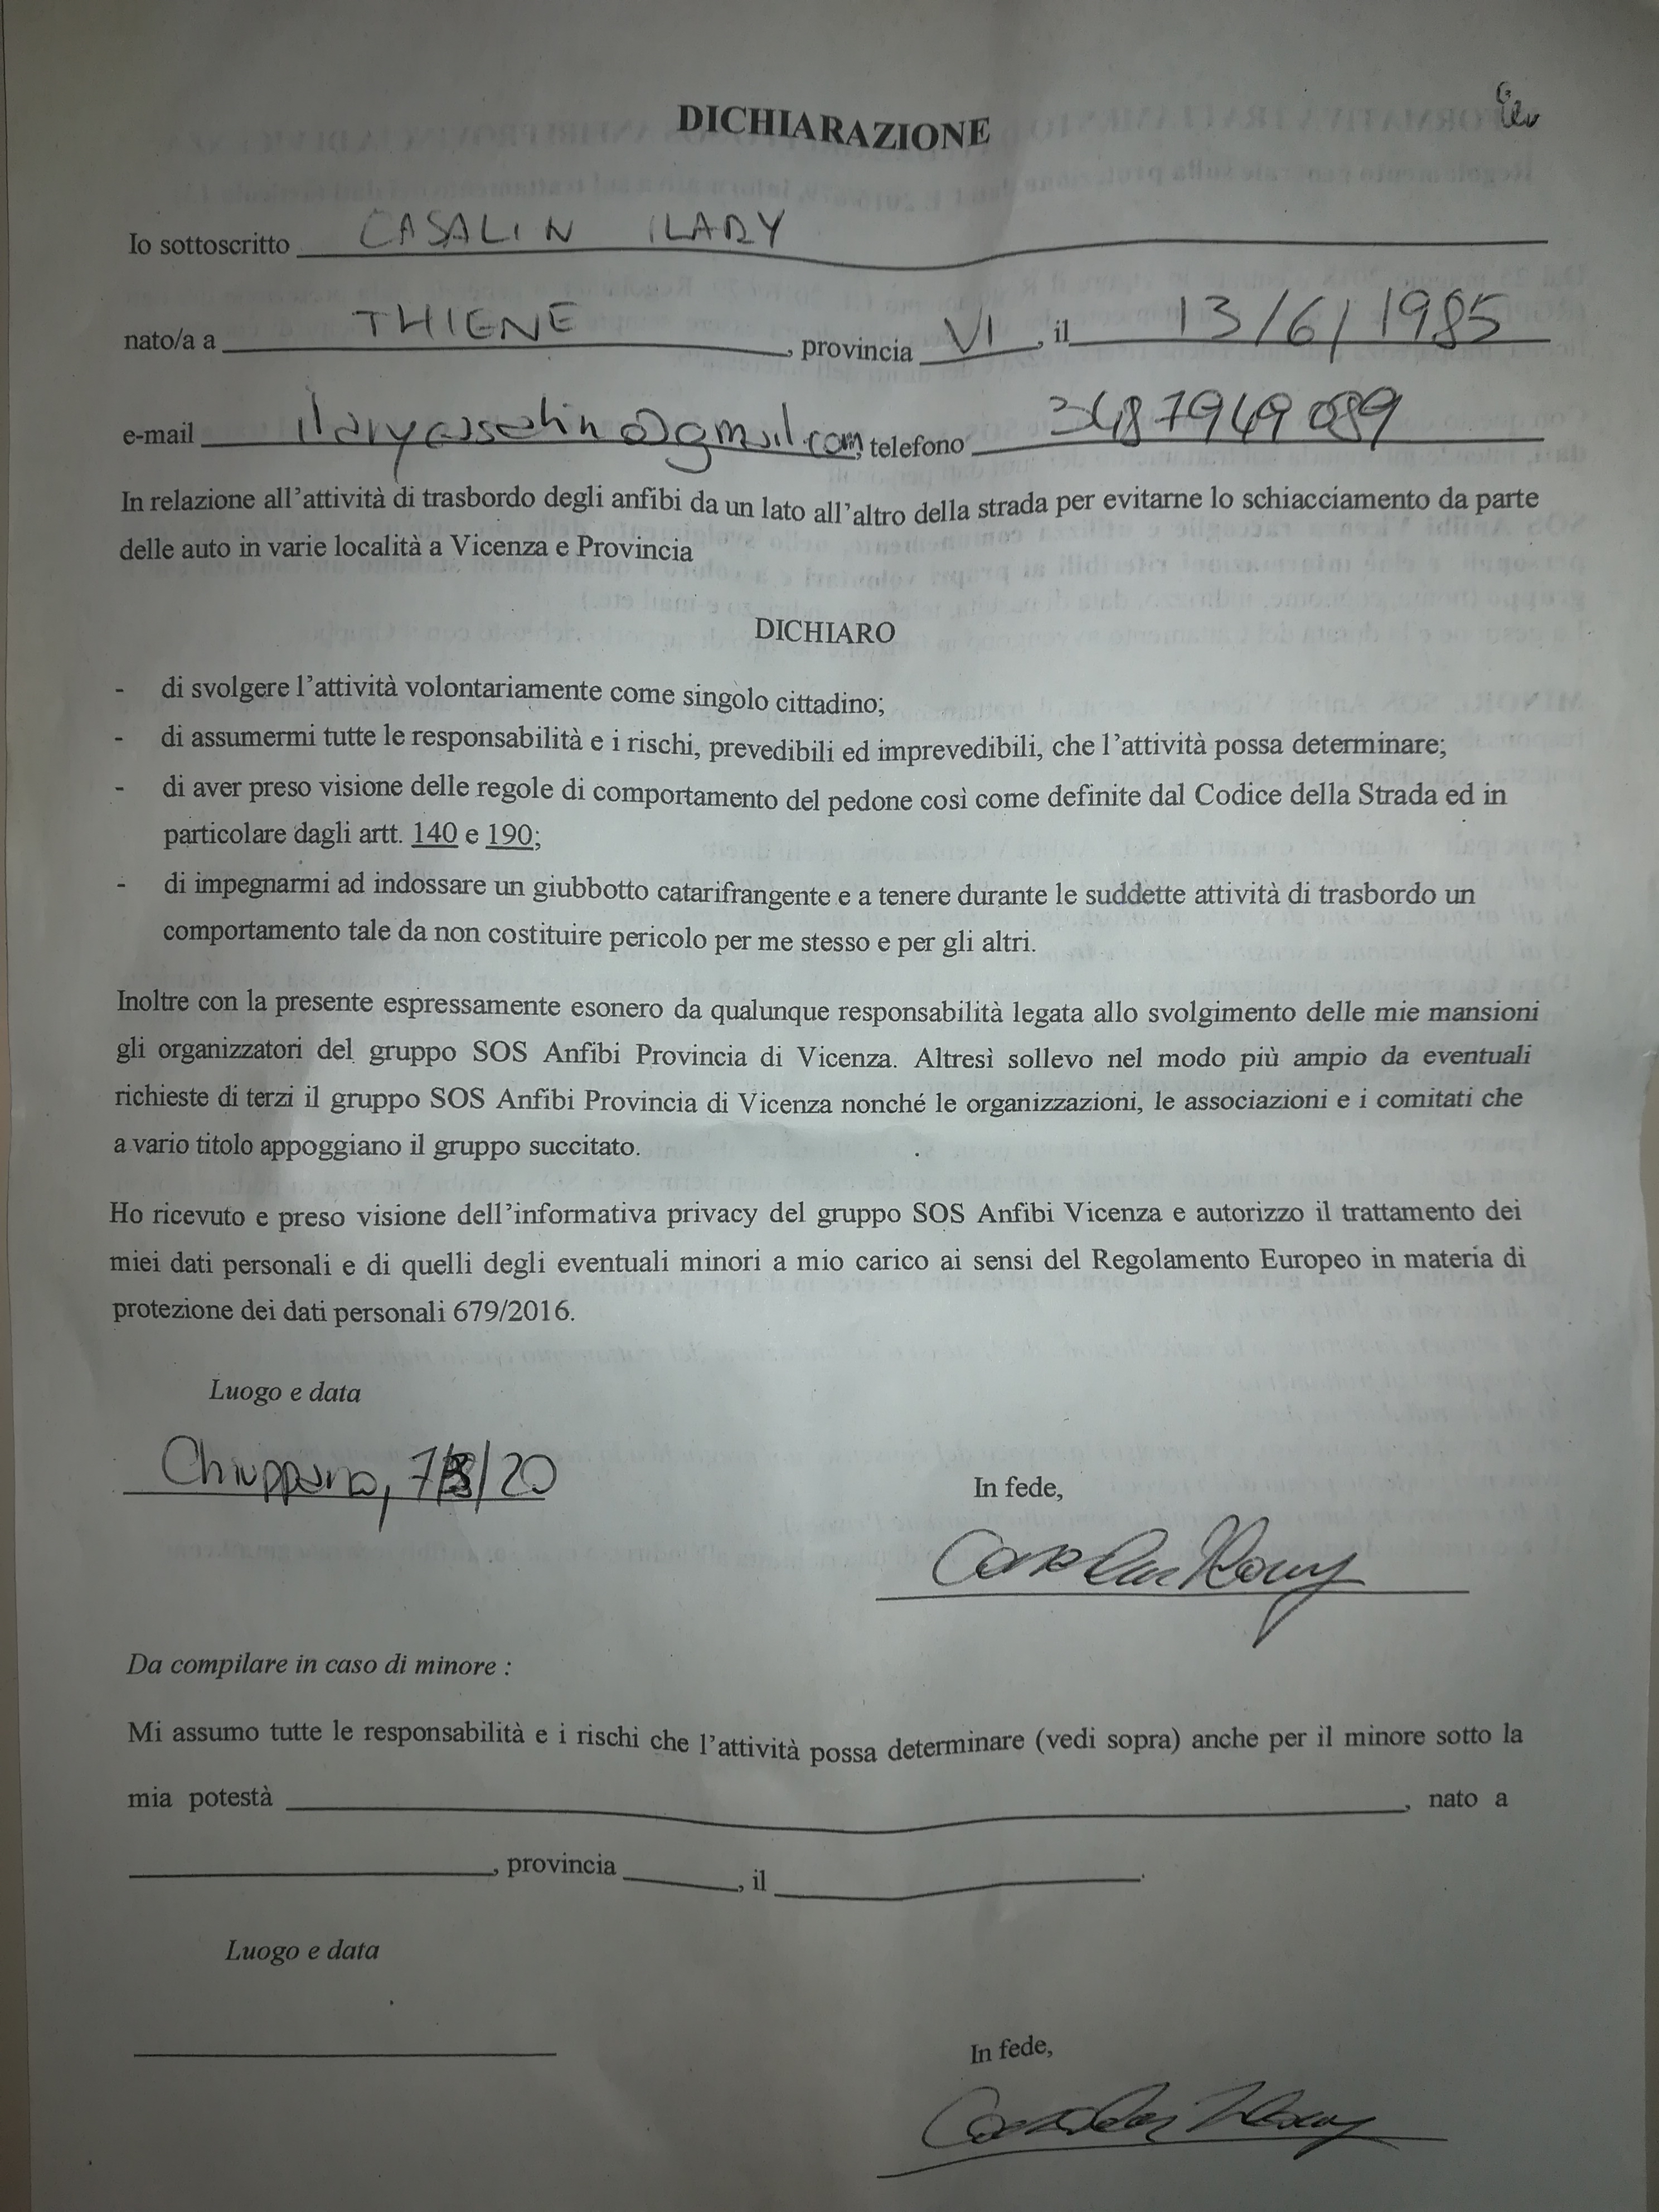 DICHIARAZIONE
Io sottoscritto CASALIN ILARY
nato/a a THIENE, provincia VI, il 13/6/1985
e-mail ilarycasalin@gmail.com, telefono 3487949089
In relazione all'attività di trasbordo degli anfibi da un lato all'altro della strada per evitarne lo schiacciamento da parte
delle auto in varie località a Vicenza e Provincia
DICHIARO
- di svolgere l'attività volontariamente come singolo cittadino;
- di assumermi tutte le responsabilità e i rischi, prevedibili ed imprevedibili, che l'attività possa determinare;
- di aver preso visione delle regole di comportamento del pedone così come definite dal Codice della Strada ed in
particolare dagli artt. 140 e 190;
- di impegnarmi ad indossare un giubbotto catarifrangente e a tenere durante le suddette attività di trasbordo un
comportamento tale da non costituire pericolo per me stesso e per gli altri.
Inoltre con la presente espressamente esonero da qualunque responsabilità legata allo svolgimento delle mie mansioni
gli organizzatori del gruppo SOS Anfibi Provincia di Vicenza. Altresì sollevo nel modo più ampio da eventuali
richieste di terzi il gruppo SOS Anfibi Provincia di Vicenza nonché le organizzazioni, le associazioni e i comitati che
a vario titolo appoggiano il gruppo succitato.
Ho ricevuto e preso visione dell'informativa privacy del gruppo SOS Anfibi Vicenza e autorizzo il trattamento dei
miei dati personali e di quelli degli eventuali minori a mio carico ai sensi del Regolamento Europeo in materia di
protezione dei dati personali 679/2016.
Luogo e data
Chiuppano, 7/3/20
In fede,
Casalin Ilary
Da compilare in caso di minore :
Mi assumo tutte le responsabilità e i rischi che l'attività possa determinare (vedi sopra) anche per il minore sotto la
mia potestà , nato a
, provincia , il .
Luogo e data
In fede,
Casalin Ilary